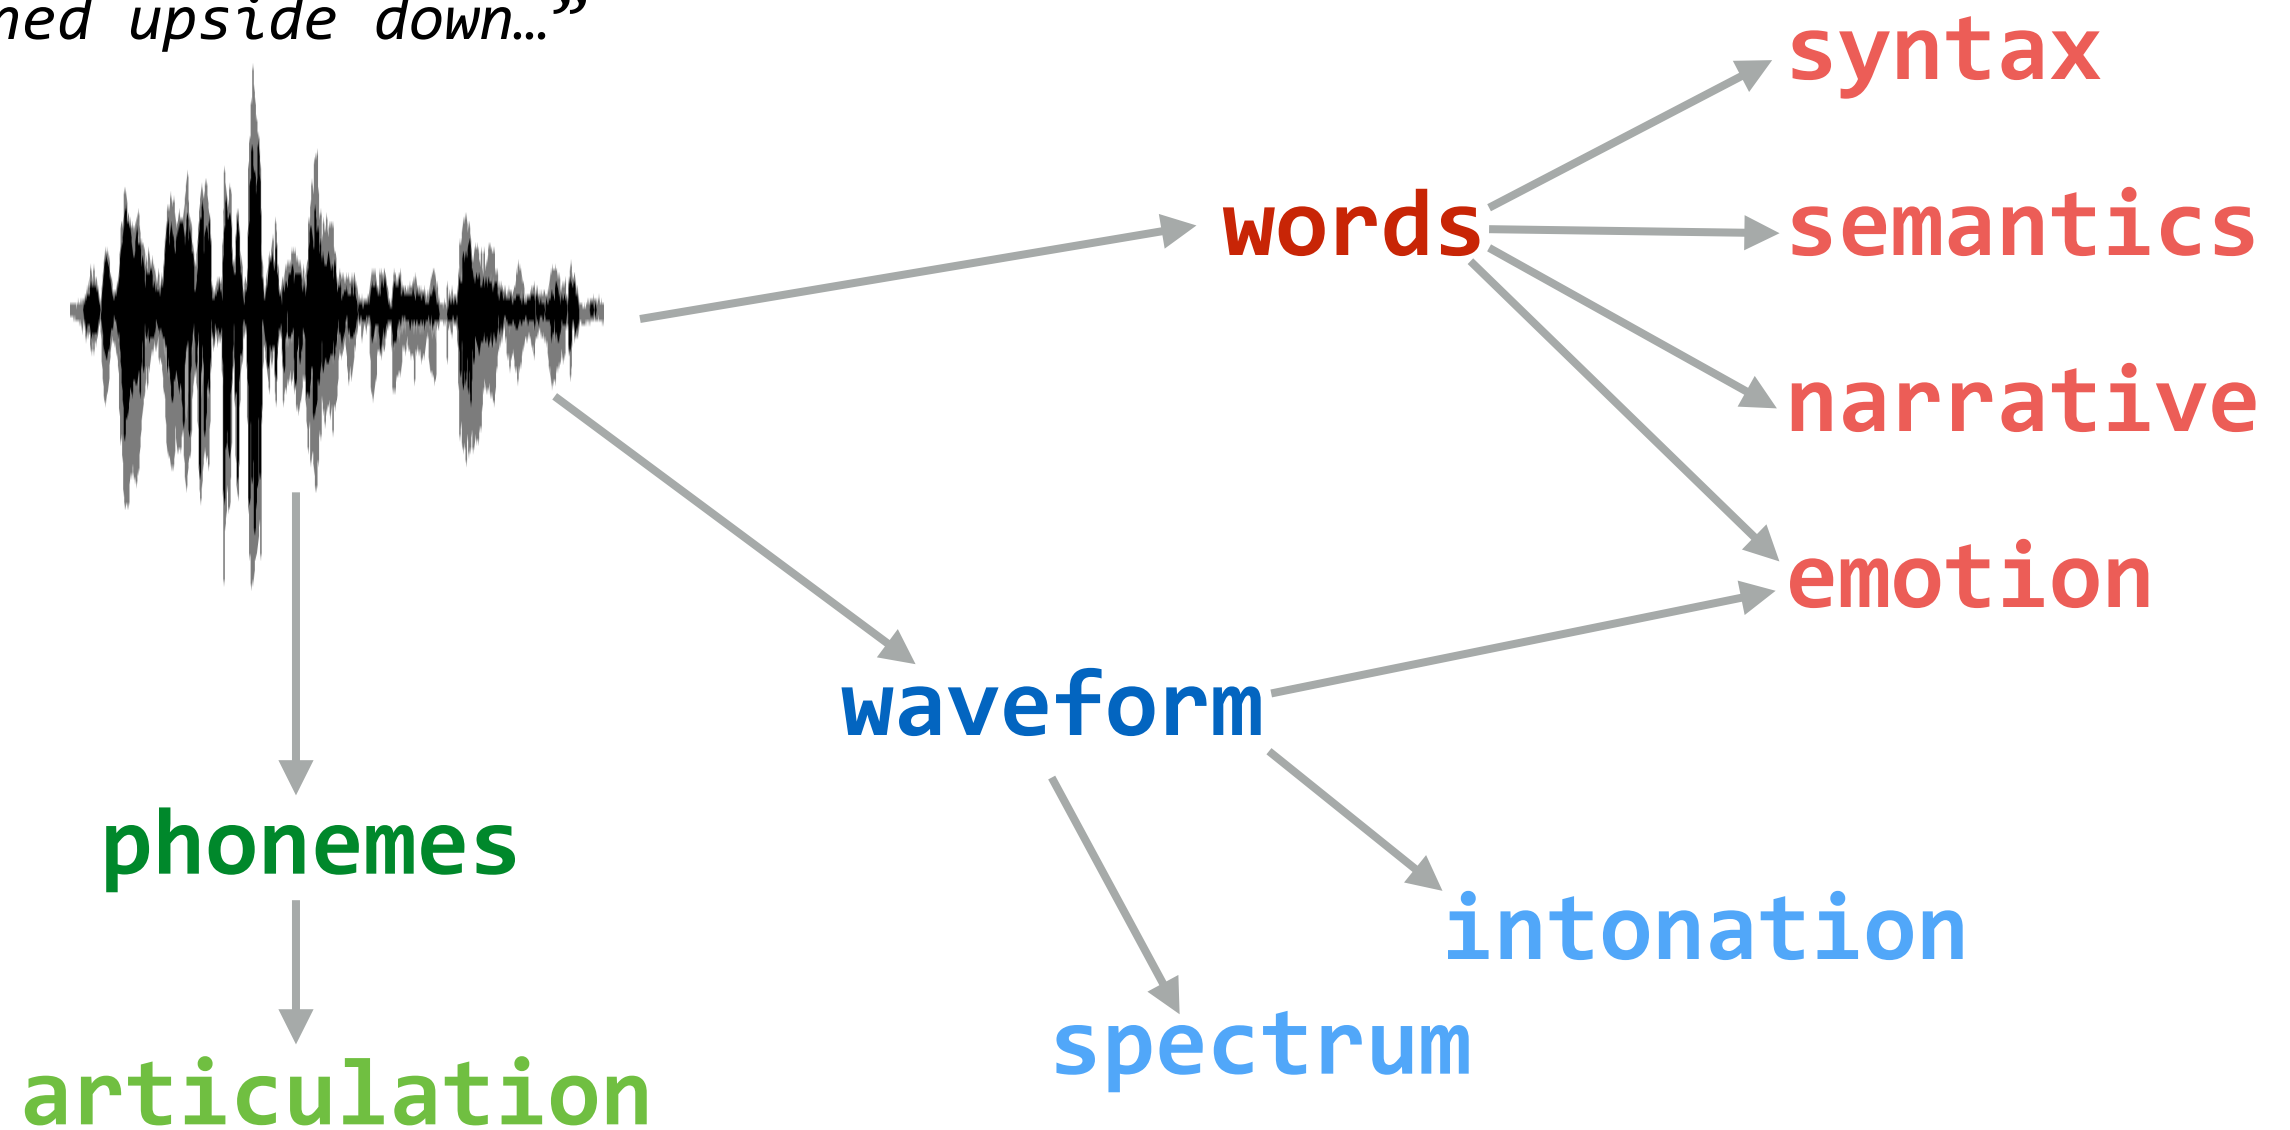 ned upside down…”
syntax
words
semantics
narrative
emotion
waveform
phonemes
intonation
spectrum
articulation